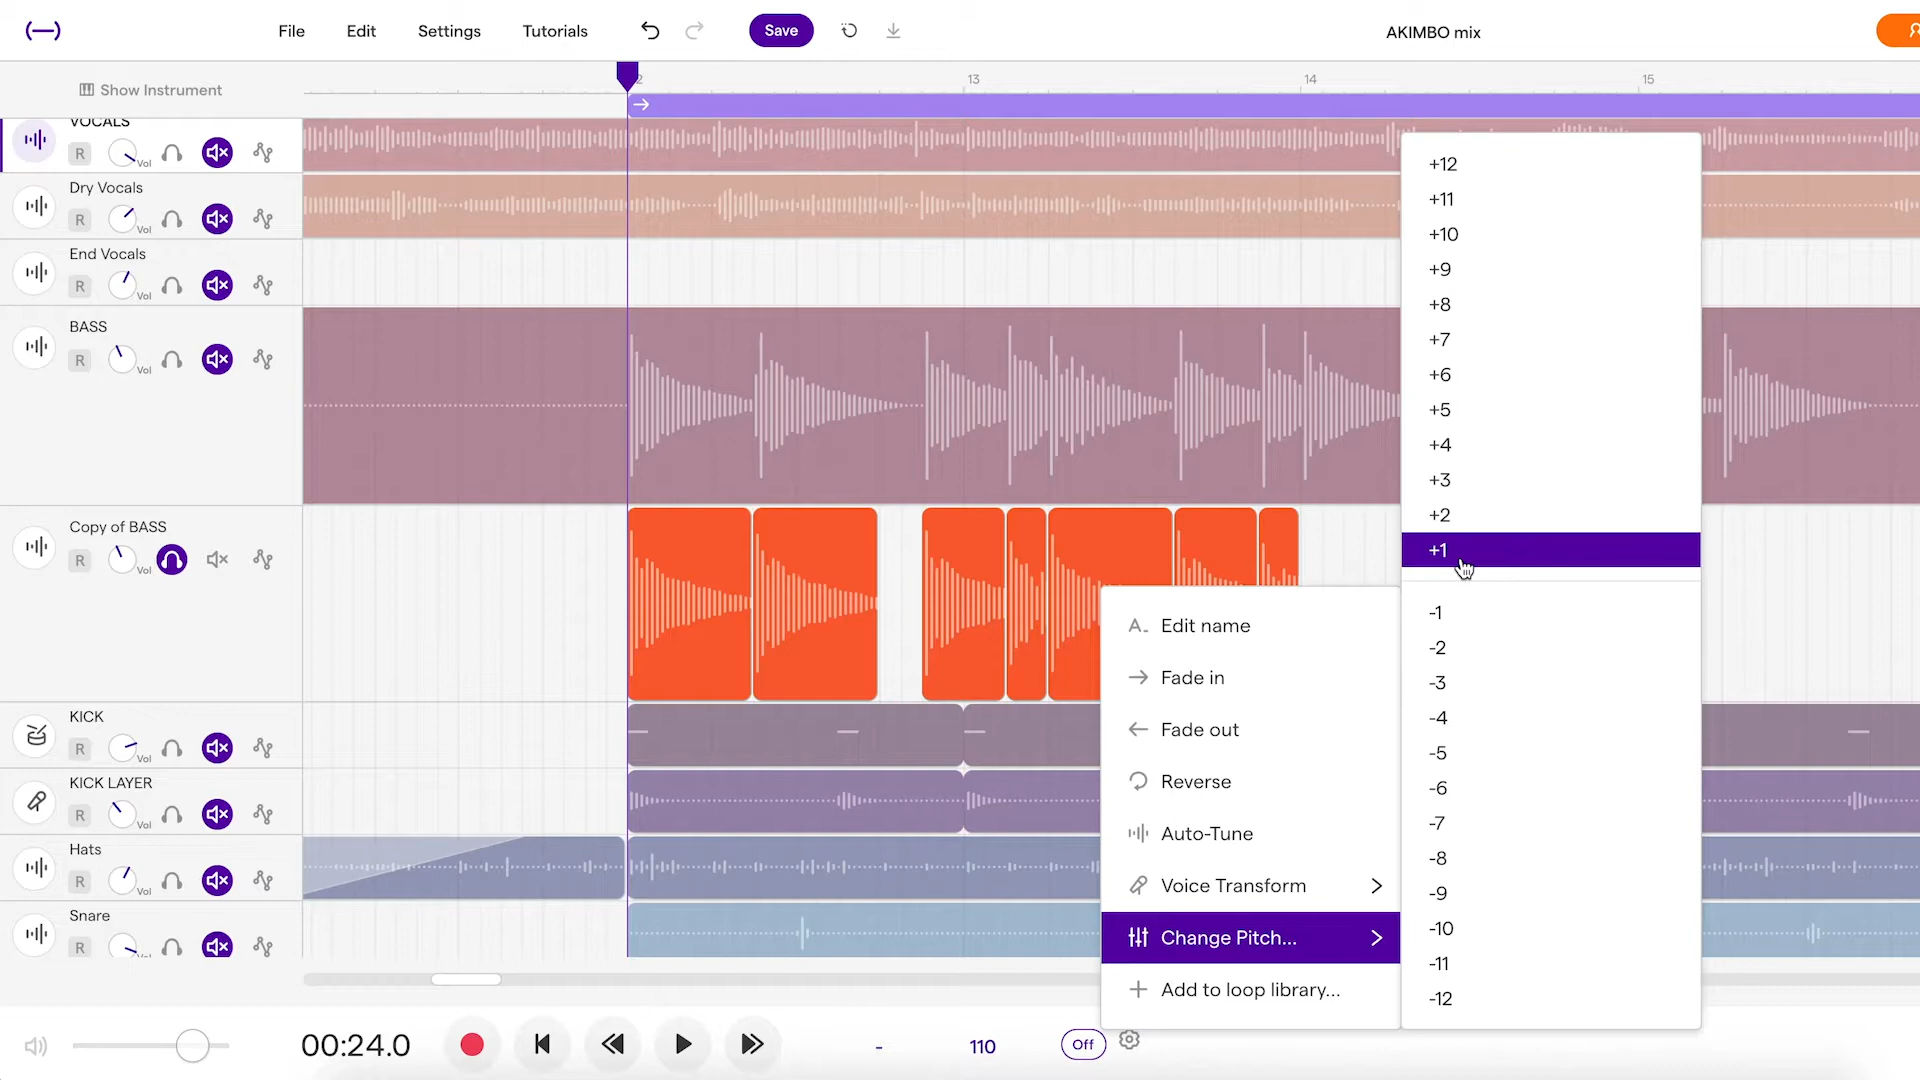 File Edit Settings Tutorials Save AKIMBO mix
Show Instrument
2 13 14 15
VOCALS
R Vol
Dry Vocals
R Vol
End Vocals
R Vol
BASS
R Vol
Copy of BASS
R Vol
KICK
R Vol
KICK LAYER
R Vol
Hats
R Vol
Snare
R
Edit name
Fade in
Fade out
Reverse
Auto-Tune
Voice Transform
Change Pitch...
Add to loop library...
+12
+11
+10
+9
+8
+7
+6
+5
+4
+3
+2
+1
-1
-2
-3
-4
-5
-6
-7
-8
-9
-10
-11
-12
00:24.0 - 110 Off